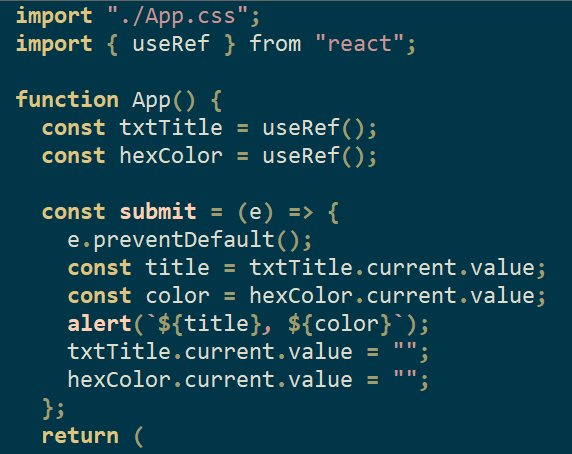 import "./App.css";
import { useRef } from "react";
function App() {
const txtTitle = useRef();
const hexColor = useRef();
const submit = (e) => {
e.preventDefault();
const title = txtTitle.current.value;
const color = hexColor.current.value;
alert(`${title}, ${color}`);
txtTitle.current.value = "";
hexColor.current.value = "";
};
return (